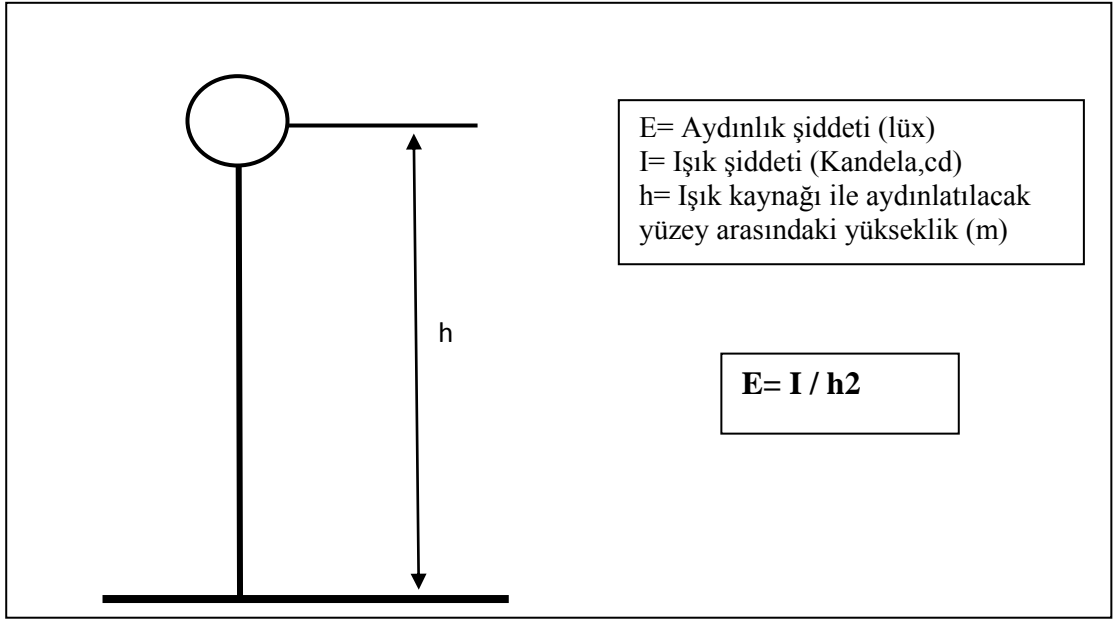 E= Aydınlık şiddeti (lüx)
I= Işık şiddeti (Kandela,cd)
h= Işık kaynağı ile aydınlatılacak
yüzey arasındaki yükseklik (m)
h
E= I / h2